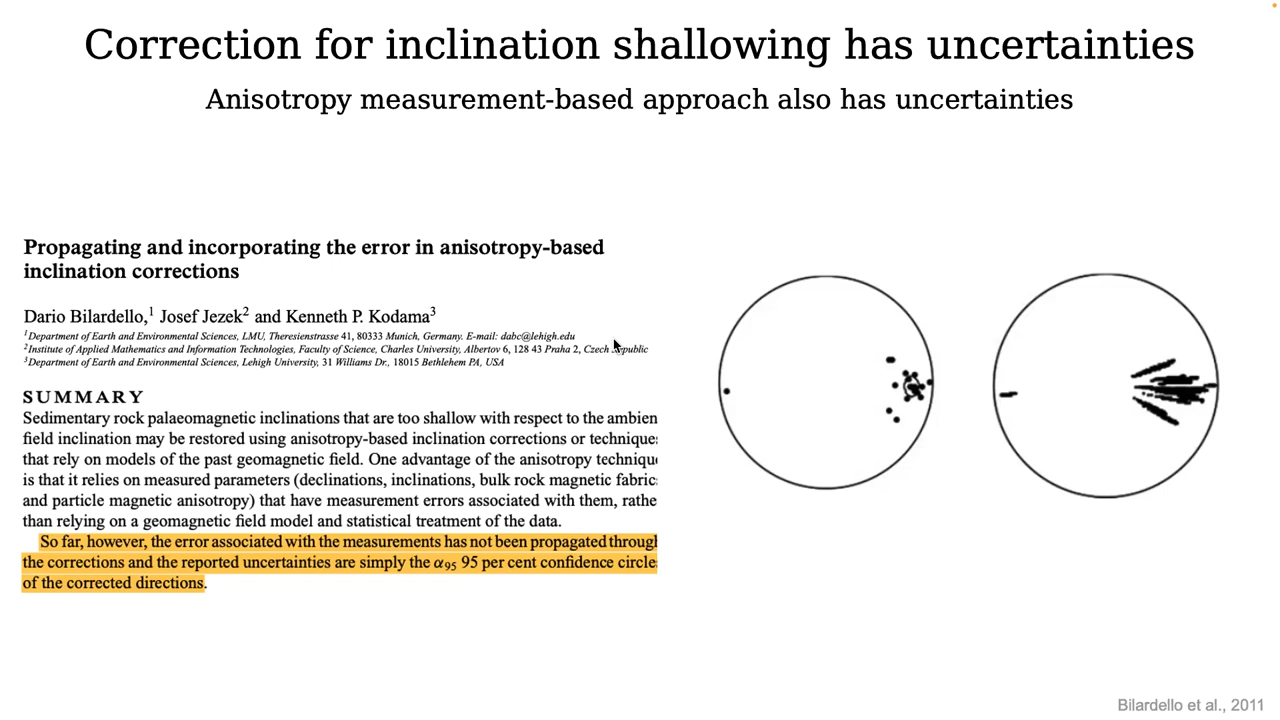 Correction for inclination shallowing has uncertainties
Anisotropy measurement-based approach also has uncertainties
Propagating and incorporating the error in anisotropy-based
inclination corrections
Dario Bilardello,1 Josef Jezek2 and Kenneth P. Kodama3
1Department of Earth and Environmental Sciences, LMU, Theresienstrasse 41, 80333 Munich, Germany. E-mail: dabc@lehigh.edu
2Institute of Applied Mathematics and Information Technologies, Faculty of Science, Charles University, Albertov 6, 128 43 Praha 2, Czech Republic
3Department of Earth and Environmental Sciences, Lehigh University, 31 Williams Dr., 18015 Bethlehem PA, USA
SUMMARY
Sedimentary rock palaeomagnetic inclinations that are too shallow with respect to the ambien
field inclination may be restored using anisotropy-based inclination corrections or technique
that rely on models of the past geomagnetic field. One advantage of the anisotropy techniqu
is that it relies on measured parameters (declinations, inclinations, bulk rock magnetic fabric
and particle magnetic anisotropy) that have measurement errors associated with them, rathe
than relying on a geomagnetic field model and statistical treatment of the data.
So far, however, the error associated with the measurements has not been propagated throug
the corrections and the reported uncertainties are simply the α95 95 per cent confidence circle
of the corrected directions.
Bilardello et al., 2011